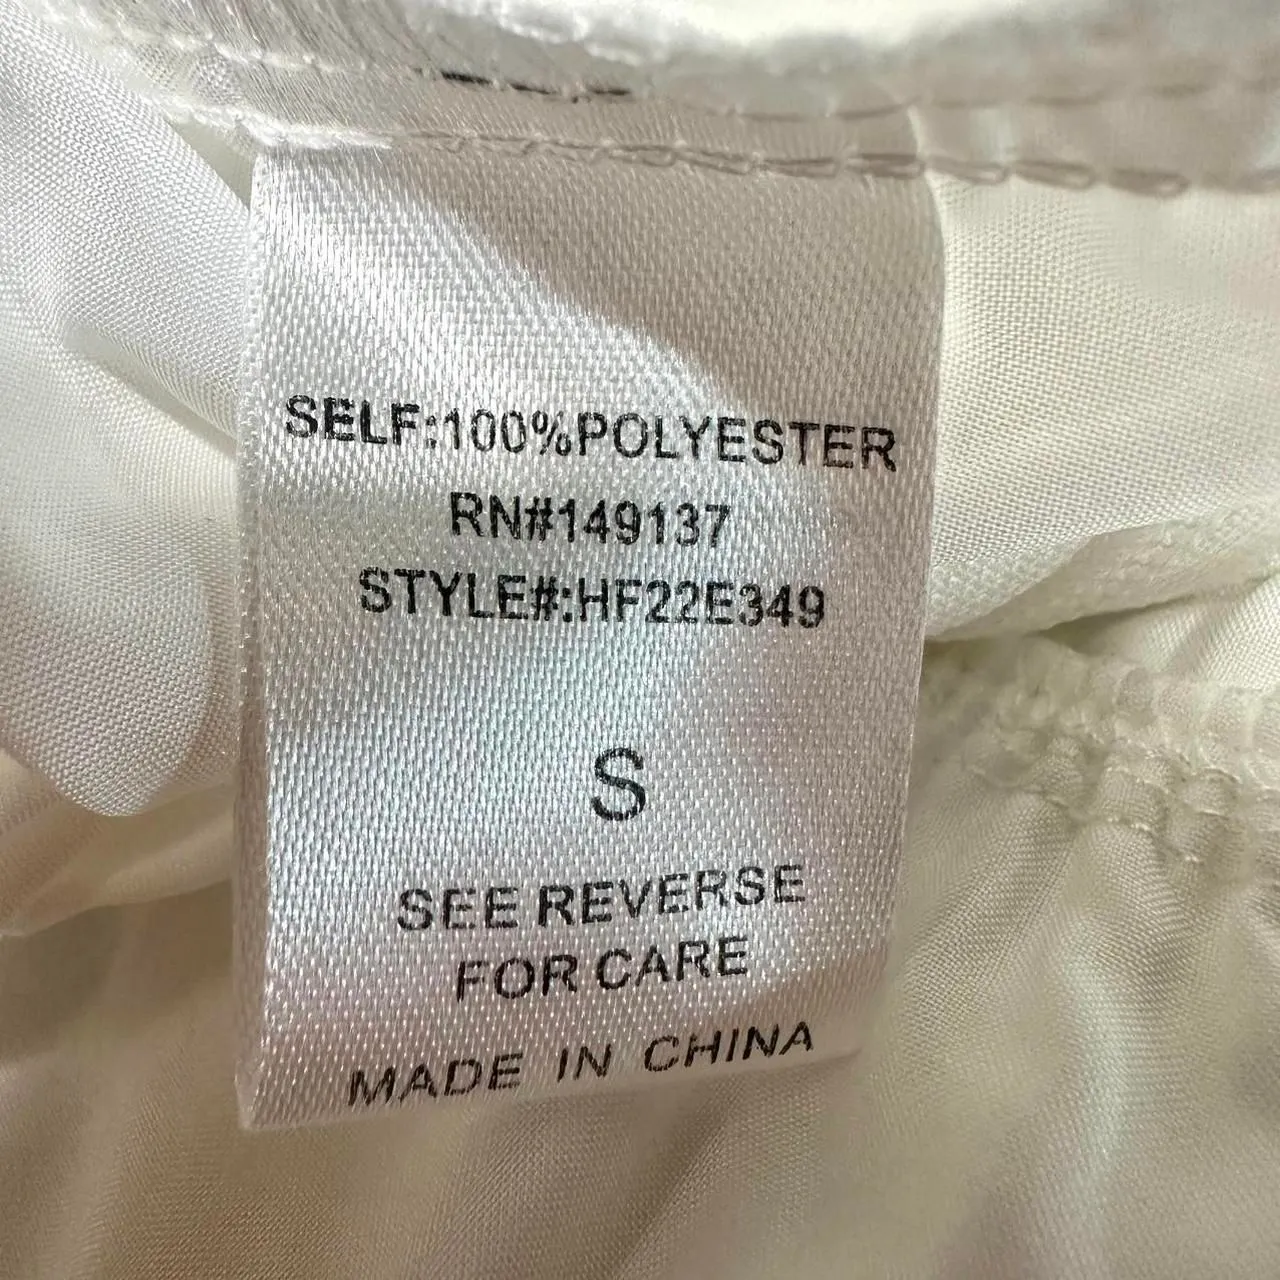 SELF:100%POLYESTER
RN#149137
STYLE#:HF22E349
S
SEE REVERSE
FOR CARE
MADE IN CHINA